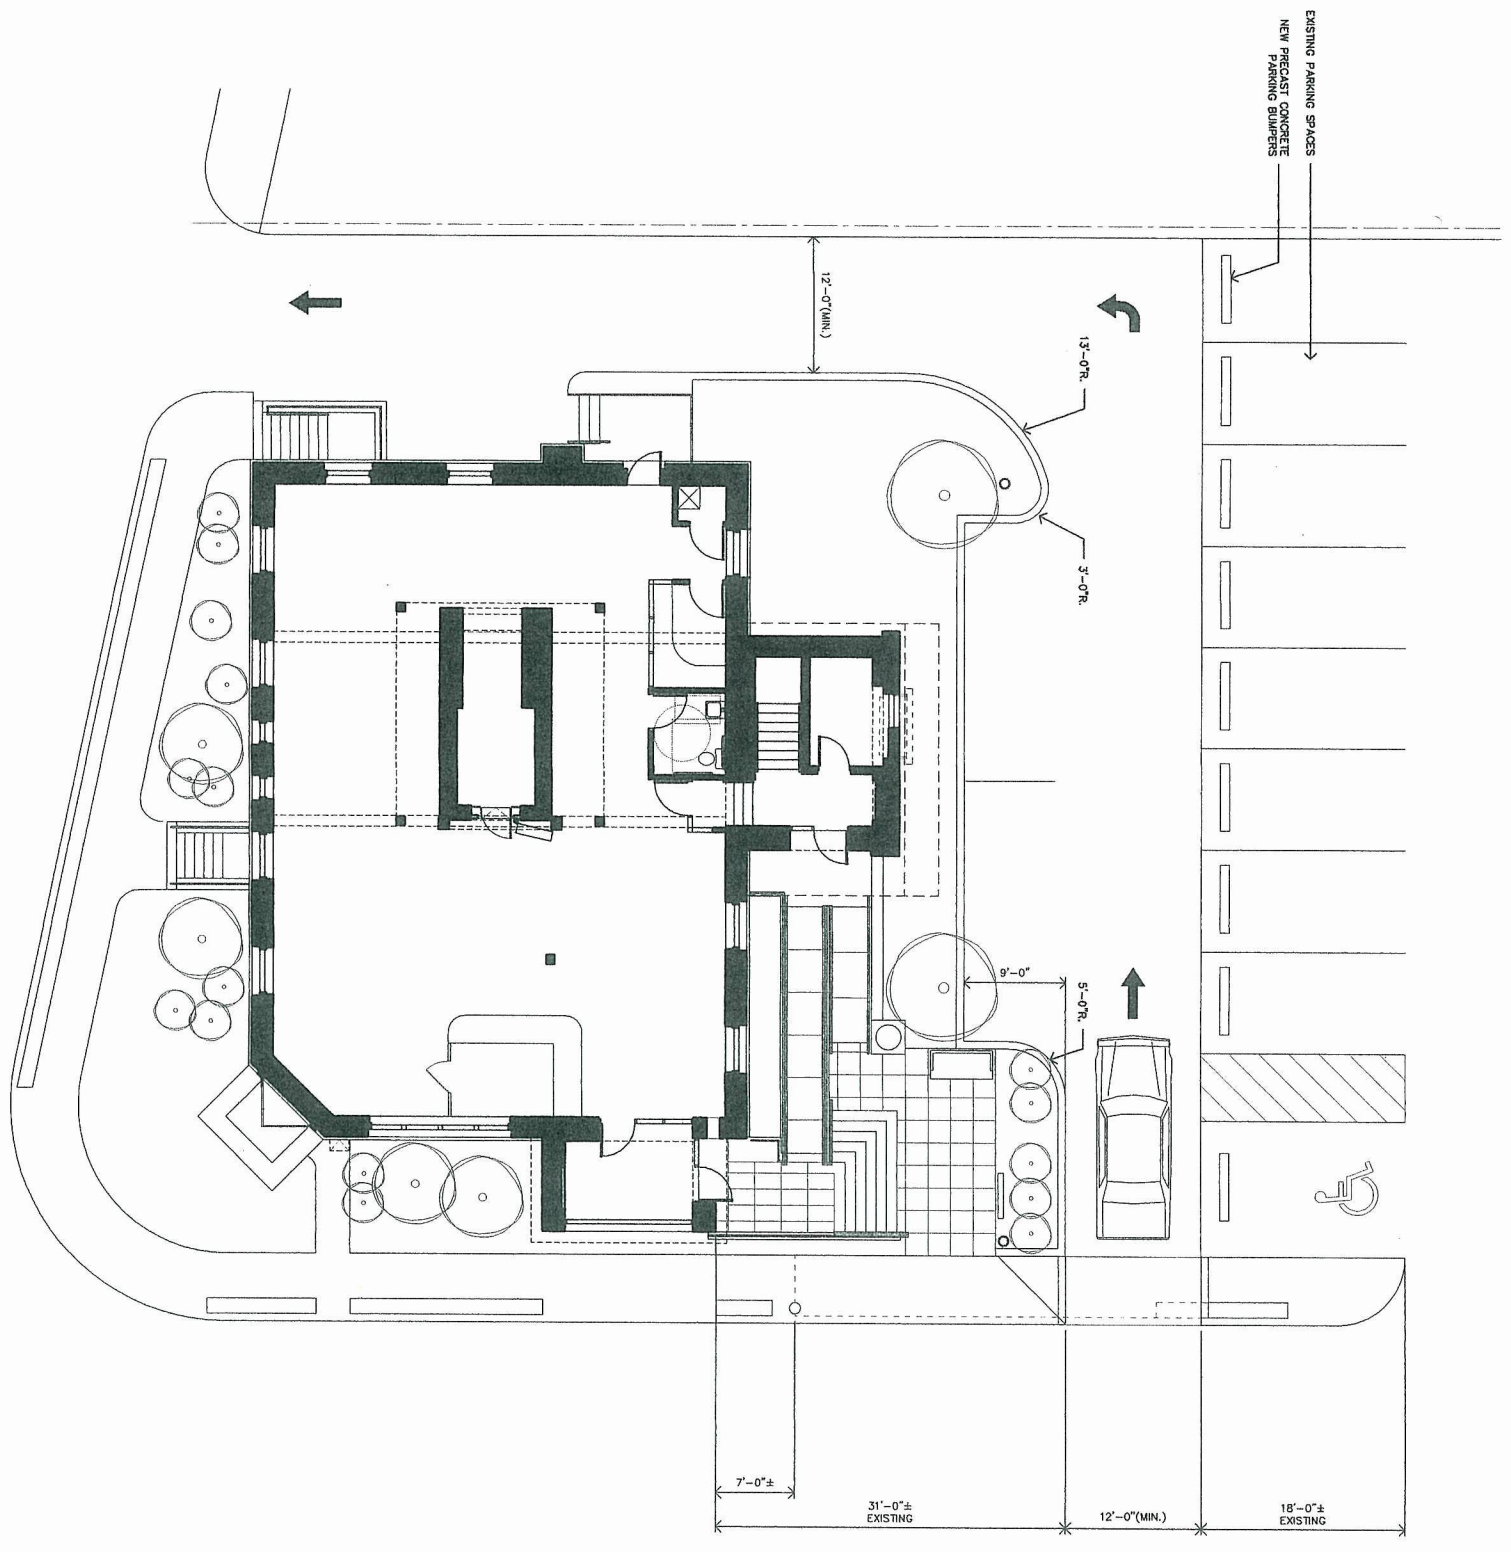 EXISTING PARKING SPACES
NEW PRECAST CONCRETE
PARKING BUMPERS
12'-0"(MIN.)
13'-0"R.
3'-0"R.
9'-0"
5'-0"R.
7'-0"±
31'-0"±
EXISTING
12'-0"(MIN.)
18'-0"±
EXISTING